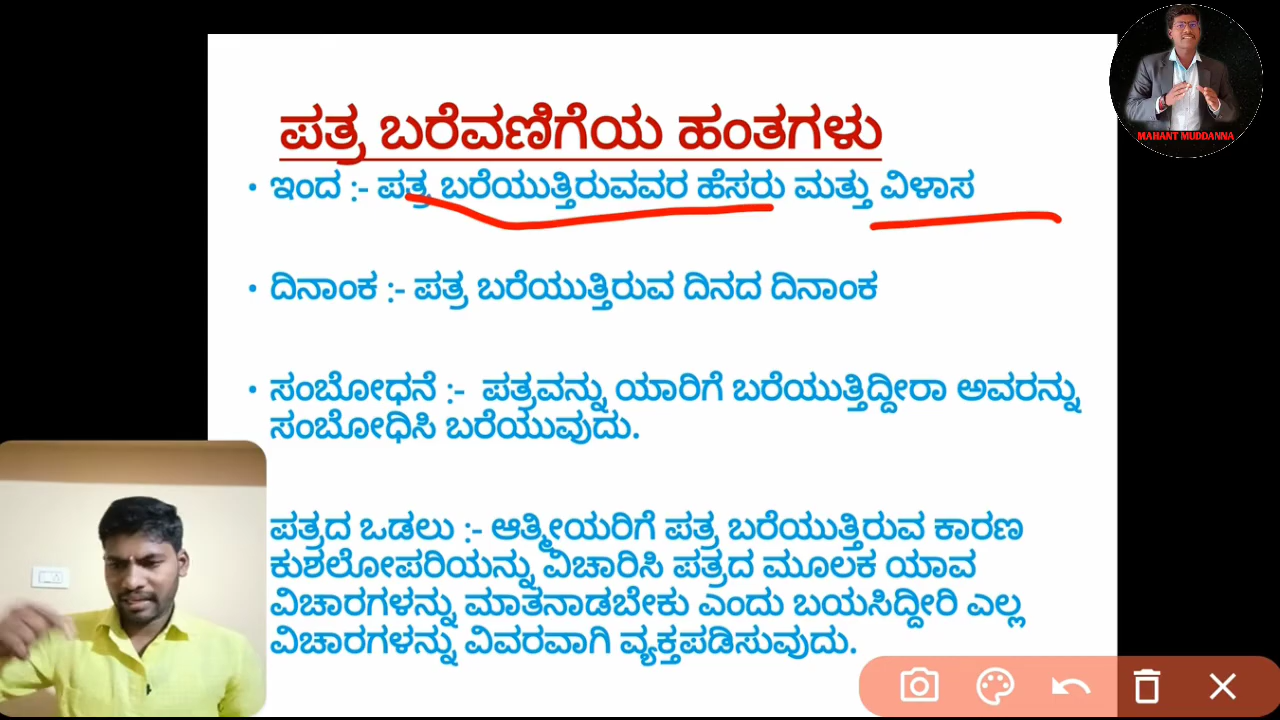 MAHANT MUDDANNA
ಪತ್ರ ಬರೆವಣಿಗೆಯ ಹಂತಗಳು
• ಇಂದ :- ಪತ್ರ ಬರೆಯುತ್ತಿರುವವರ ಹೆಸರು ಮತ್ತು ವಿಳಾಸ
• ದಿನಾಂಕ :- ಪತ್ರ ಬರೆಯುತ್ತಿರುವ ದಿನದ ದಿನಾಂಕ
• ಸಂಬೋಧನೆ :- ಪತ್ರವನ್ನು ಯಾರಿಗೆ ಬರೆಯುತ್ತಿದ್ದೀರಾ ಅವರನ್ನು
ಸಂಬೋಧಿಸಿ ಬರೆಯುವುದು.
ಪತ್ರದ ಒಡಲು :- ಆತ್ಮೀಯರಿಗೆ ಪತ್ರ ಬರೆಯುತ್ತಿರುವ ಕಾರಣ
ಕುಶಲೋಪರಿಯನ್ನು ವಿಚಾರಿಸಿ ಪತ್ರದ ಮೂಲಕ ಯಾವ
ವಿಚಾರಗಳನ್ನು ಮಾತನಾಡಬೇಕು ಎಂದು ಬಯಸಿದ್ದೀರಿ ಎಲ್ಲ
ವಿಚಾರಗಳನ್ನು ವಿವರವಾಗಿ ವ್ಯಕ್ತಪಡಿಸುವುದು.